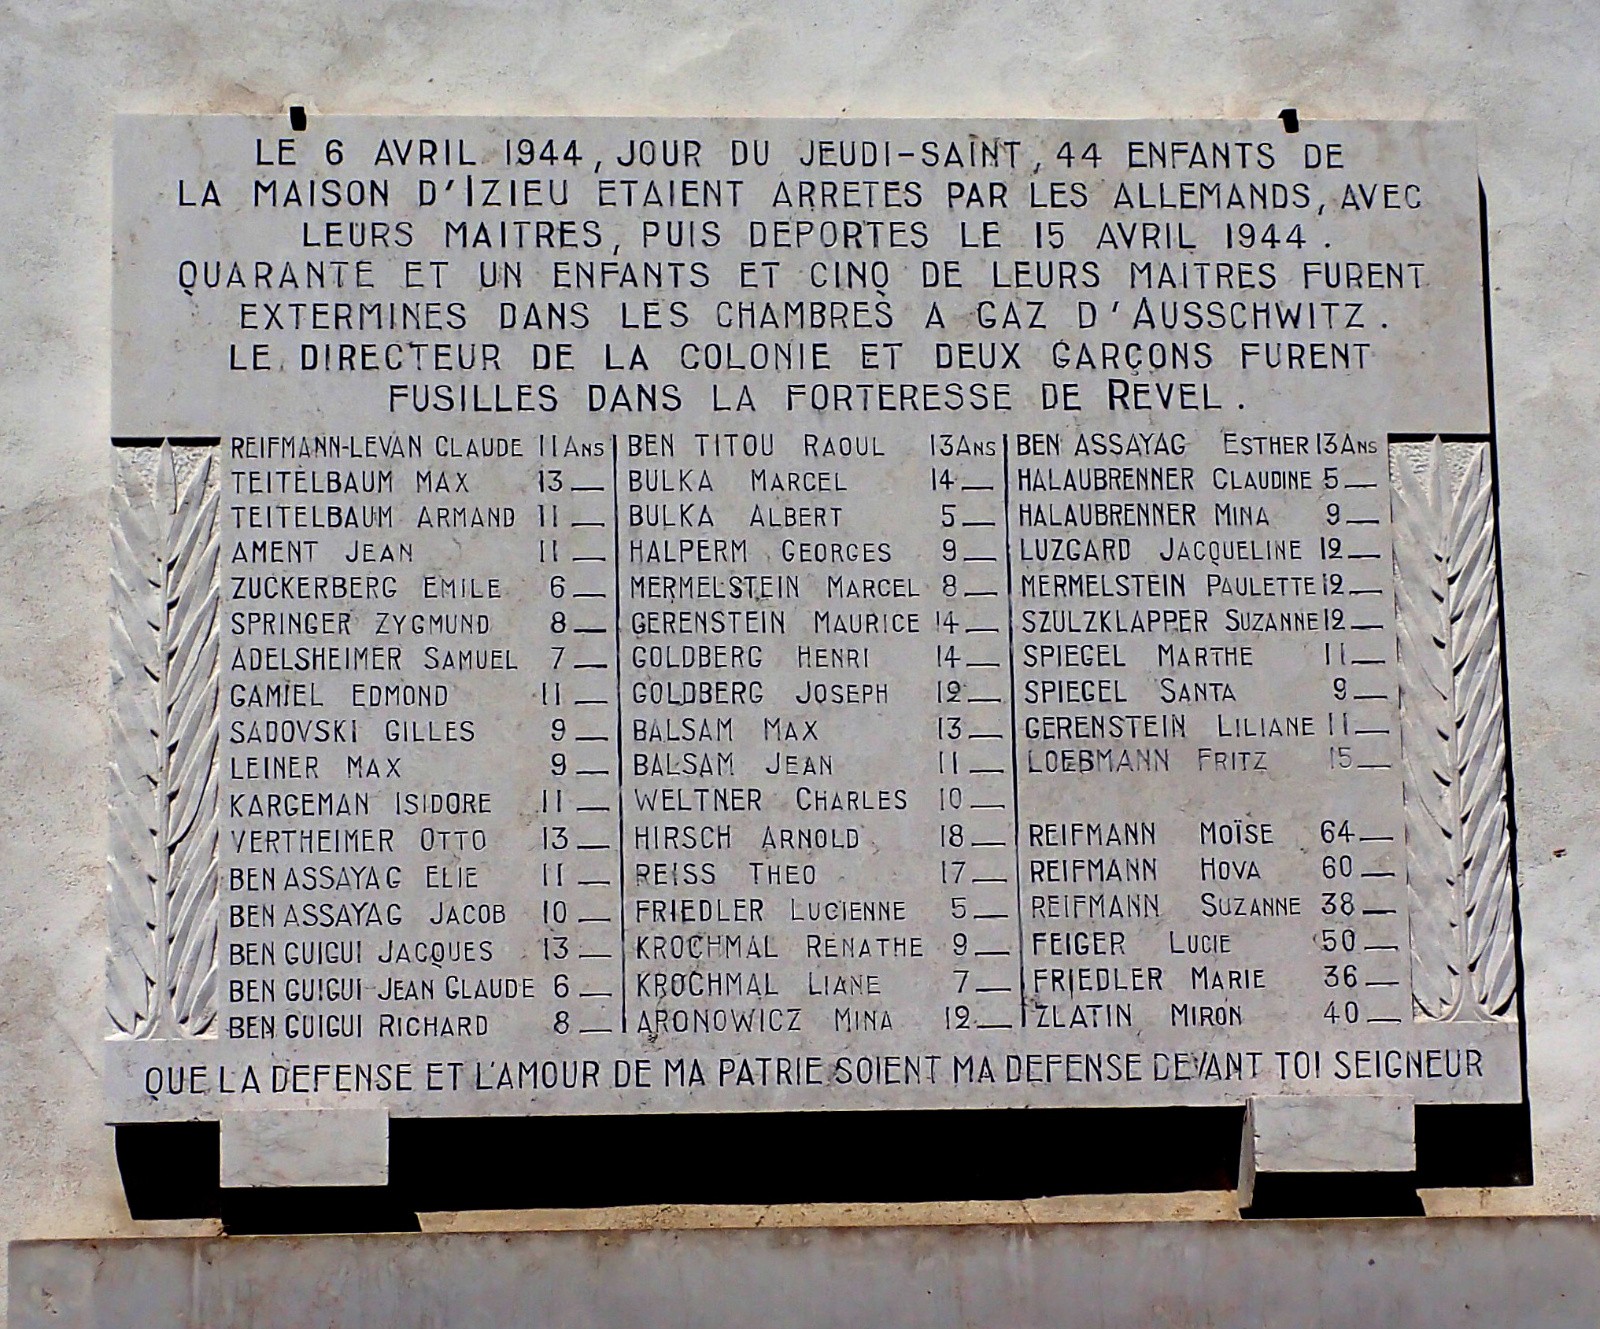 LE 6 AVRIL 1944, JOUR DU JEUDI-SAINT, 44 ENFANTS DE
LA MAISON D'IZIEU ETAIENT ARRETES PAR LES ALLEMANDS, AVEC
LEURS MAITRES, PUIS DEPORTES LE 15 AVRIL 1944.
QUARANTE ET UN ENFANTS ET CINQ DE LEURS MAITRES FURENT
EXTERMINES DANS LES CHAMBRES A GAZ D'AUSSCHWITZ.
LE DIRECTEUR DE LA COLONIE ET DEUX GARÇONS FURENT
FUSILLES DANS LA FORTERESSE DE REVEL.
REIFMANN-LEVAN CLAUDE 11 ANS
TEITELBAUM MAX 13 —
TEITELBAUM ARMAND 11 —
AMENT JEAN 11 —
ZUCKERBERG EMILE 6 —
SPRINGER ZYGMUND 8 —
ADELSHEIMER SAMUEL 7 —
GAMIEL EDMOND 11 —
SADOVSKI GILLES 9 —
LEINER MAX 9 —
KARGEMAN ISIDORE 11 —
VERTHEIMER OTTO 13 —
BEN ASSAYAG ELIE 11 —
BEN ASSAYAG JACOB 10 —
BEN GUIGUI JACQUES 13 —
BEN GUIGUI JEAN CLAUDE 6 —
BEN GUIGUI RICHARD 8 —
BEN TITOU RAOUL 13 ANS
BULKA MARCEL 14 —
BULKA ALBERT 5 —
HALPERM GEORGES 9 —
MERMELSTEIN MARCEL 8 —
GERENSTEIN MAURICE 14 —
GOLDBERG HENRI 14 —
GOLDBERG JOSEPH 12 —
BALSAM MAX 13 —
BALSAM JEAN 11 —
WELTNER CHARLES 10 —
HIRSCH ARNOLD 18 —
REISS THEO 17 —
FRIEDLER LUCIENNE 5 —
KROCHMAL RENATHE 9 —
KROCHMAL LIANE 7 —
ARONOWICZ MINA 12 —
BEN ASSAYAG ESTHER 13 ANS
HALAUBRENNER CLAUDINE 5 —
HALAUBRENNER MINA 9 —
LUZGARD JACQUELINE 12 —
MERMELSTEIN PAULETTE 12 —
SZULZKLAPPER SUZANNE 12 —
SPIEGEL MARTHE 11 —
SPIEGEL SANTA 9 —
GERENSTEIN LILIANE 11 —
LOEBMANN FRITZ 15 —
REIFMANN MOÏSE 64 —
REIFMANN HOVA 60 —
REIFMANN SUZANNE 38 —
FEIGER LUCIE 50 —
FRIEDLER MARIE 36 —
ZLATIN MIRON 40 —
QUE LA DEFENSE ET L'AMOUR DE MA PATRIE SOIENT MA DEFENSE DEVANT TOI SEIGNEUR